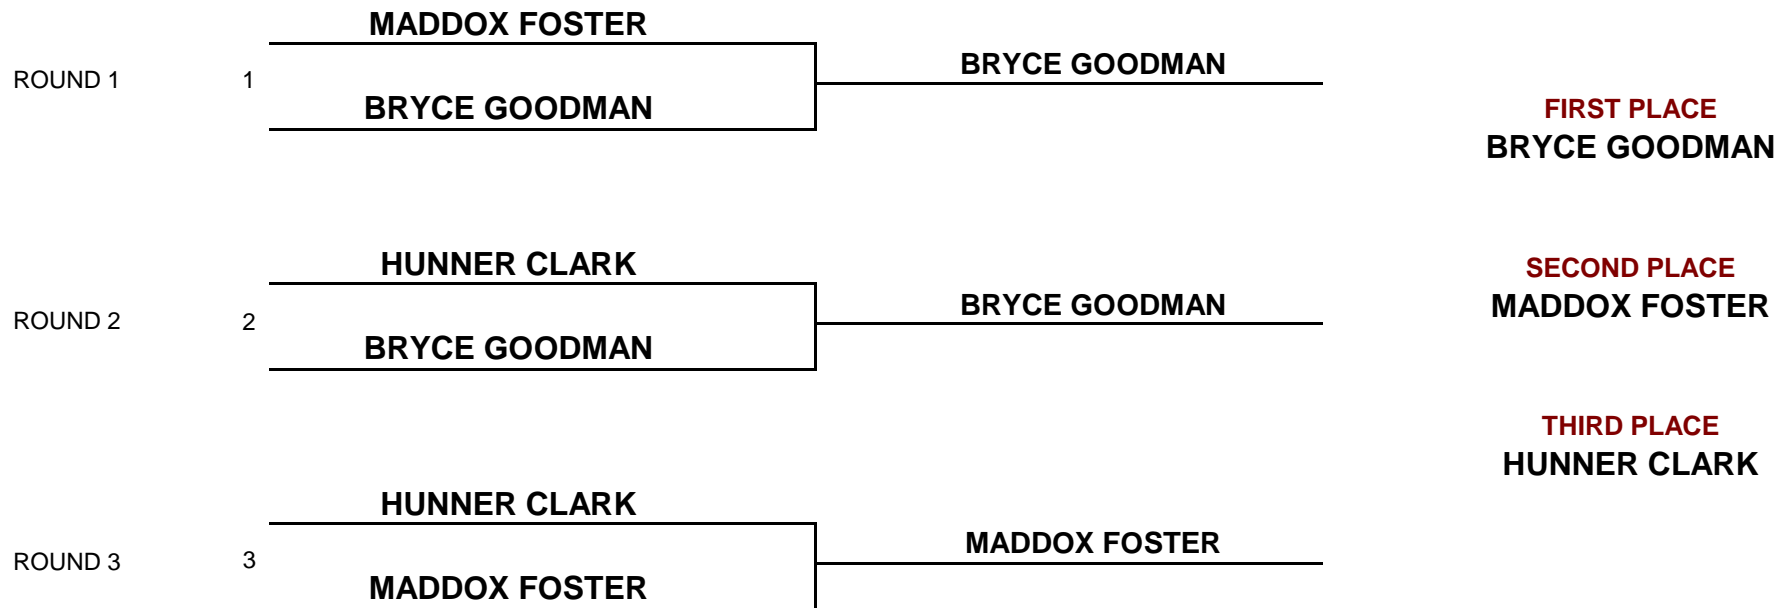 MADDOX FOSTER
ROUND 1
1
BRYCE GOODMAN
BRYCE GOODMAN
FIRST PLACE
BRYCE GOODMAN
HUNNER CLARK
ROUND 2
2
BRYCE GOODMAN
BRYCE GOODMAN
SECOND PLACE
MADDOX FOSTER
THIRD PLACE
HUNNER CLARK
HUNNER CLARK
ROUND 3
3
MADDOX FOSTER
MADDOX FOSTER